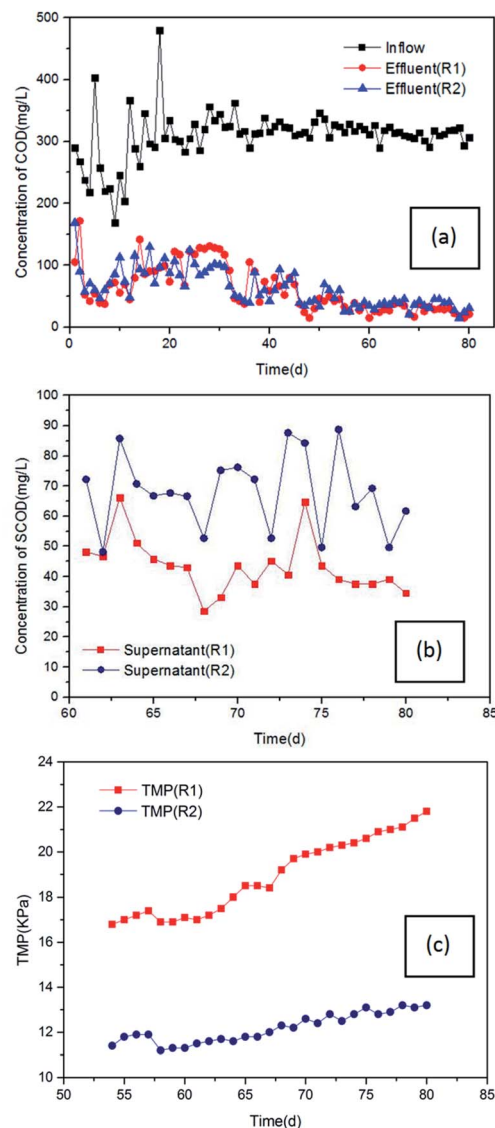 500
400
300
200
100
0
Concentration of COD(mg/L)
Inflow
Effluent(R1)
Effluent(R2)
(a)
0 20 40 60 80
Time(d)
100
90
80
70
60
50
40
30
20
10
0
Concentration of SCOD(mg/L)
Supernatant(R1)
Supernatant(R2)
(b)
60 65 70 75 80 85
Time(d)
24
22
20
18
16
14
12
10
TMP(KPa)
TMP(R1)
TMP(R2)
(c)
50 55 60 65 70 75 80 85
Time(d)